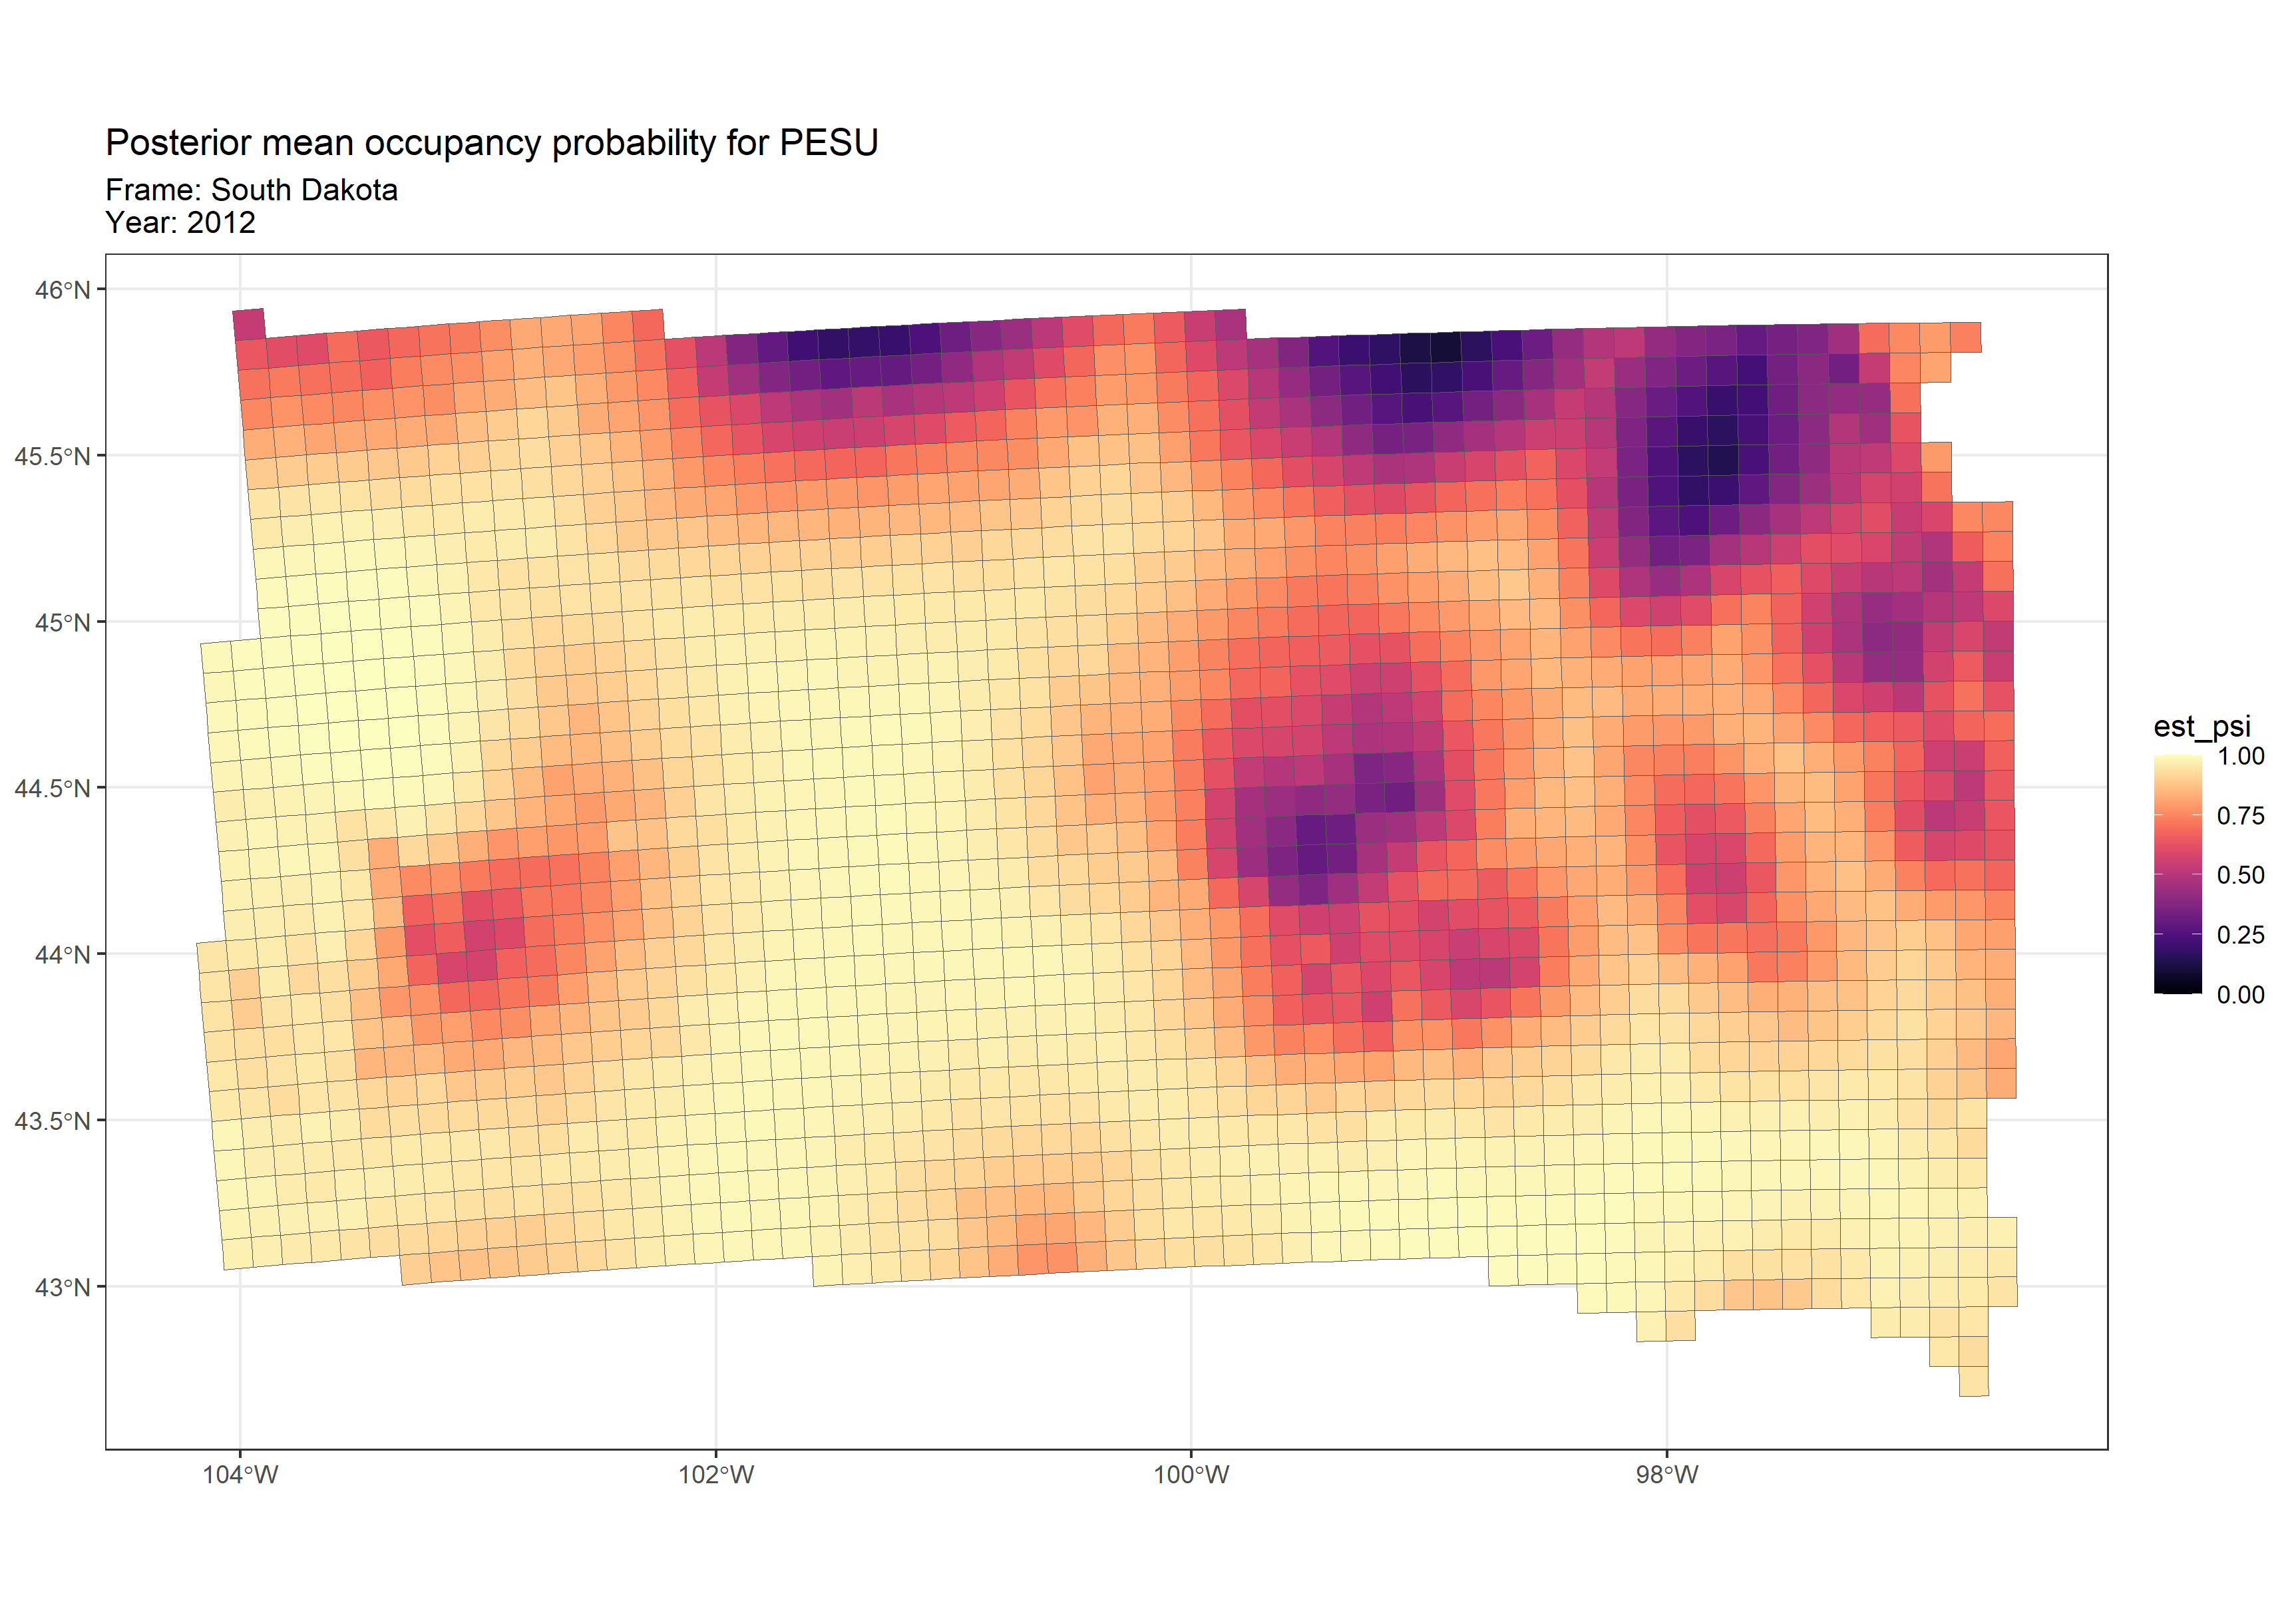 Posterior mean occupancy probability for PESU
Frame: South Dakota
Year: 2012
46°N
45.5°N
45°N
44.5°N
44°N
43.5°N
43°N
104°W
102°W
100°W
98°W
est_psi
1.00
0.75
0.50
0.25
0.00